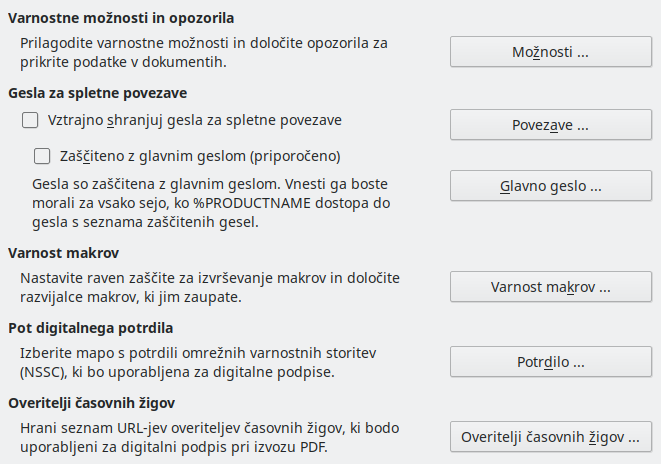 Varnostne možnosti in opozorila
Prilagodite varnostne možnosti in določite opozorila za
prikrite podatke v dokumentih.
Možnosti ...
Gesla za spletne povezave
Vztrajno shranjuj gesla za spletne povezave
Povezave ...
Zaščiteno z glavnim geslom (priporočeno)
Gesla so zaščitena z glavnim geslom. Vnesti ga boste
morali za vsako sejo, ko %PRODUCTNAME dostopa do
gesla s seznama zaščitenih gesel.
Glavno geslo ...
Varnost makrov
Nastavite raven zaščite za izvrševanje makrov in določite
razvijalce makrov, ki jim zaupate.
Varnost makrov ...
Pot digitalnega potrdila
Izberite mapo s potrdili omrežnih varnostnih storitev
(NSSC), ki bo uporabljena za digitalne podpise.
Potrdilo ...
Overitelji časovnih žigov
Hrani seznam URL-jev overiteljev časovnih žigov, ki bodo
uporabljeni za digitalni podpis pri izvozu PDF.
Overitelji časovnih žigov ...